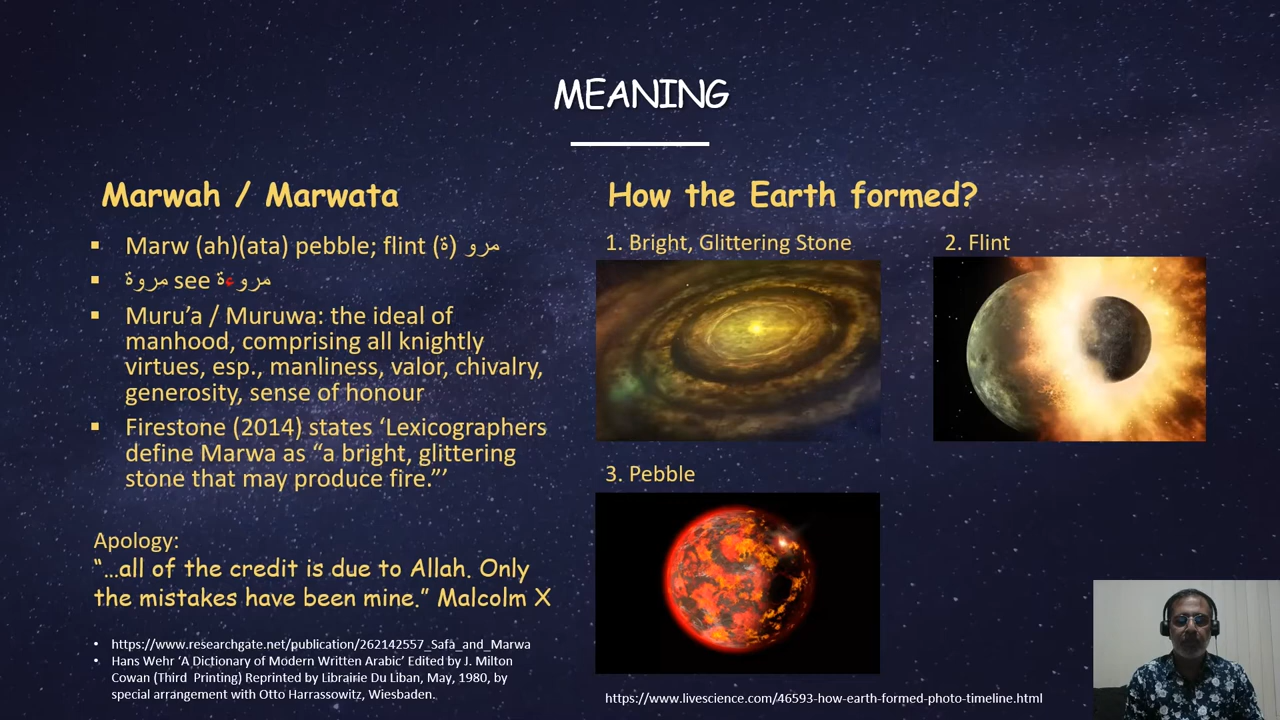 MEANING
Marwah / Marwata
Marw (ah)(ata) pebble; flint (ة) مرو
مروة see مروءة
Muru’a / Muruwa: the ideal of
manhood, comprising all knightly
virtues, esp., manliness, valor, chivalry,
generosity, sense of honour
Firestone (2014) states ‘Lexicographers
define Marwa as “a bright, glittering
stone that may produce fire.”’
Apology:
“…all of the credit is due to Allah. Only
the mistakes have been mine.” Malcolm X
https://www.researchgate.net/publication/262142557_Safa_and_Marwa
Hans Wehr ‘A Dictionary of Modern Written Arabic’ Edited by J. Milton
Cowan (Third Printing) Reprinted by Librairie Du Liban, May, 1980, by
special arrangement with Otto Harrassowitz, Wiesbaden.
How the Earth formed?
1. Bright, Glittering Stone
2. Flint
3. Pebble
https://www.livescience.com/46593-how-earth-formed-photo-timeline.html